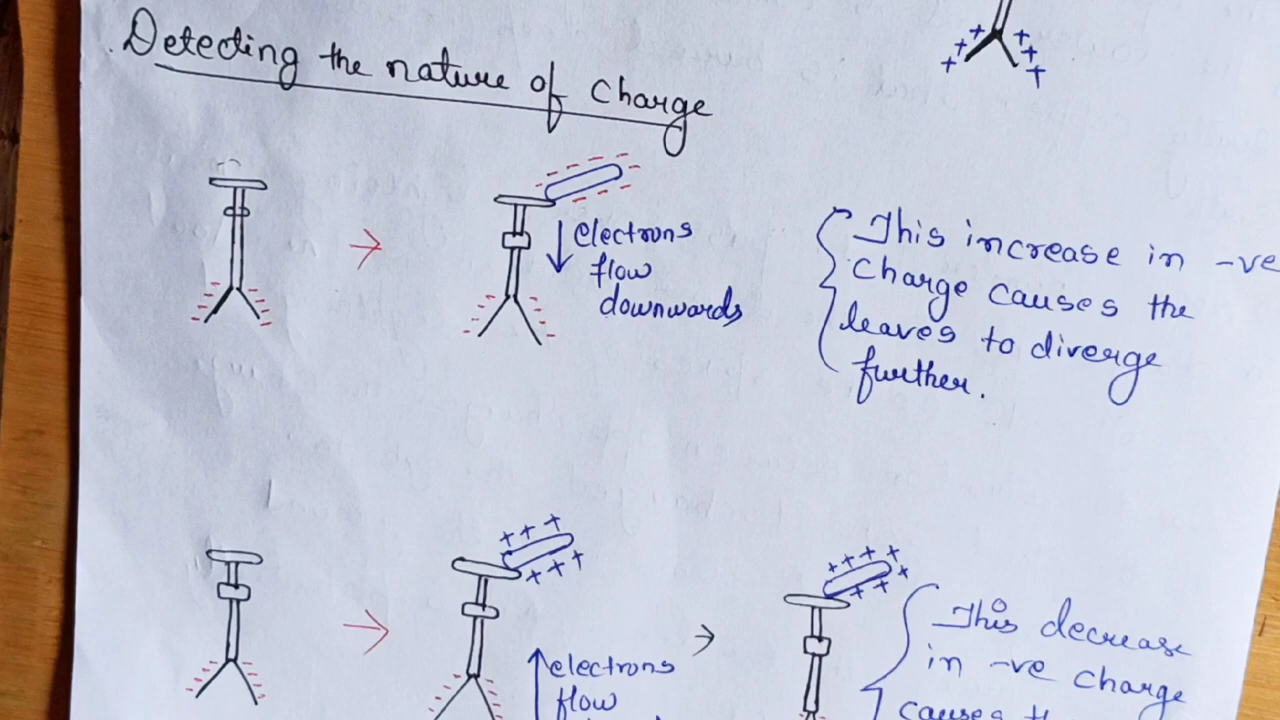 Detecting the nature of Charge
electrons
flow
downwards
This increase in -ve
Charge causes the
leaves to diverge
further.
electrons
flow
This decrease
in -ve charge
causes